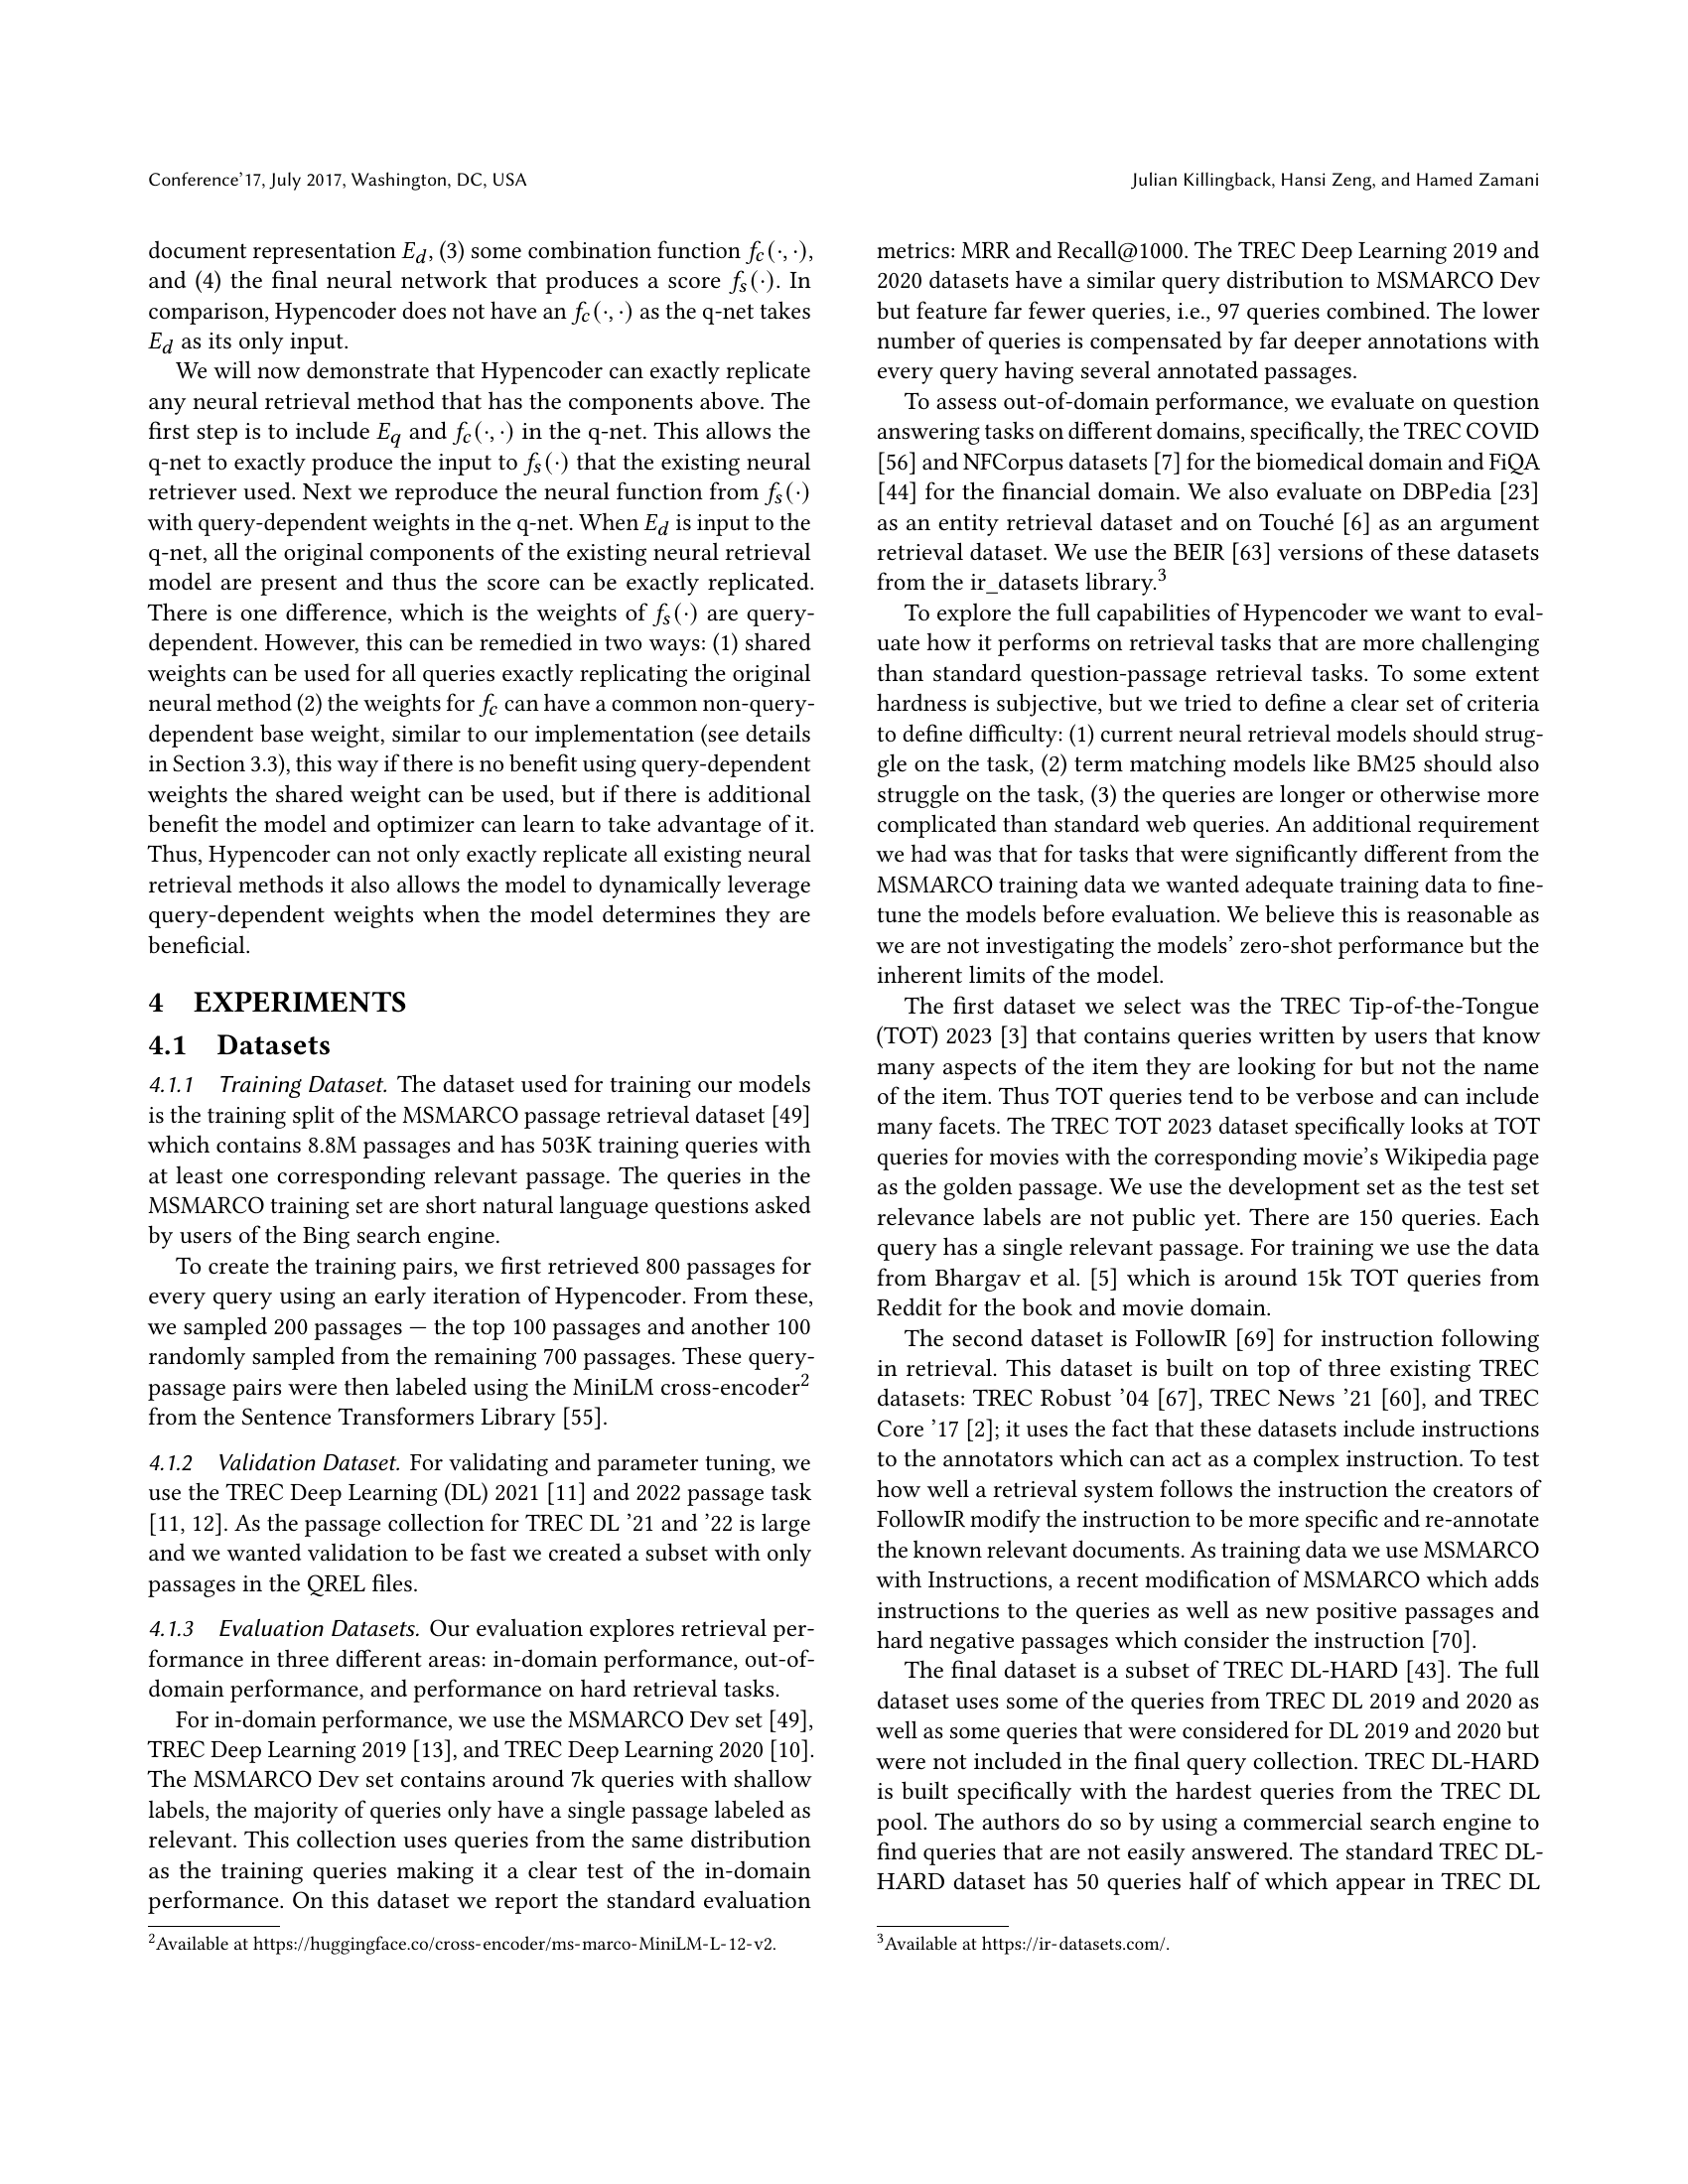 Conference'17, July 2017, Washington, DC, USA
Julian Killingback, Hansi Zeng, and Hamed Zamani
document representation E_d, (3) some combination function f_c(·, ·),
and (4) the final neural network that produces a score f_s(·). In
comparison, Hypencoder does not have an f_c(·, ·) as the q-net takes
E_d as its only input.
We will now demonstrate that Hypencoder can exactly replicate
any neural retrieval method that has the components above. The
first step is to include E_q and f_c(·, ·) in the q-net. This allows the
q-net to exactly produce the input to f_s(·) that the existing neural
retriever used. Next we reproduce the neural function from f_s(·)
with query-dependent weights in the q-net. When E_d is input to the
q-net, all the original components of the existing neural retrieval
model are present and thus the score can be exactly replicated.
There is one difference, which is the weights of f_s(·) are query-
dependent. However, this can be remedied in two ways: (1) shared
weights can be used for all queries exactly replicating the original
neural method (2) the weights for f_c can have a common non-query-
dependent base weight, similar to our implementation (see details
in Section 3.3), this way if there is no benefit using query-dependent
weights the shared weight can be used, but if there is additional
benefit the model and optimizer can learn to take advantage of it.
Thus, Hypencoder can not only exactly replicate all existing neural
retrieval methods it also allows the model to dynamically leverage
query-dependent weights when the model determines they are
beneficial.
4 EXPERIMENTS
4.1 Datasets
4.1.1 Training Dataset. The dataset used for training our models
is the training split of the MSMARCO passage retrieval dataset [49]
which contains 8.8M passages and has 503K training queries with
at least one corresponding relevant passage. The queries in the
MSMARCO training set are short natural language questions asked
by users of the Bing search engine.
To create the training pairs, we first retrieved 800 passages for
every query using an early iteration of Hypencoder. From these,
we sampled 200 passages — the top 100 passages and another 100
randomly sampled from the remaining 700 passages. These query-
passage pairs were then labeled using the MiniLM cross-encoder²
from the Sentence Transformers Library [55].
4.1.2 Validation Dataset. For validating and parameter tuning, we
use the TREC Deep Learning (DL) 2021 [11] and 2022 passage task
[11, 12]. As the passage collection for TREC DL '21 and '22 is large
and we wanted validation to be fast we created a subset with only
passages in the QREL files.
4.1.3 Evaluation Datasets. Our evaluation explores retrieval per-
formance in three different areas: in-domain performance, out-of-
domain performance, and performance on hard retrieval tasks.
For in-domain performance, we use the MSMARCO Dev set [49],
TREC Deep Learning 2019 [13], and TREC Deep Learning 2020 [10].
The MSMARCO Dev set contains around 7k queries with shallow
labels, the majority of queries only have a single passage labeled as
relevant. This collection uses queries from the same distribution
as the training queries making it a clear test of the in-domain
performance. On this dataset we report the standard evaluation
²Available at https://huggingface.co/cross-encoder/ms-marco-MiniLM-L-12-v2.
metrics: MRR and Recall@1000. The TREC Deep Learning 2019 and
2020 datasets have a similar query distribution to MSMARCO Dev
but feature far fewer queries, i.e., 97 queries combined. The lower
number of queries is compensated by far deeper annotations with
every query having several annotated passages.
To assess out-of-domain performance, we evaluate on question
answering tasks on different domains, specifically, the TREC COVID
[56] and NFCorpus datasets [7] for the biomedical domain and FiQA
[44] for the financial domain. We also evaluate on DBPedia [23]
as an entity retrieval dataset and on Touché [6] as an argument
retrieval dataset. We use the BEIR [63] versions of these datasets
from the ir_datasets library.³
To explore the full capabilities of Hypencoder we want to eval-
uate how it performs on retrieval tasks that are more challenging
than standard question-passage retrieval tasks. To some extent
hardness is subjective, but we tried to define a clear set of criteria
to define difficulty: (1) current neural retrieval models should strug-
gle on the task, (2) term matching models like BM25 should also
struggle on the task, (3) the queries are longer or otherwise more
complicated than standard web queries. An additional requirement
we had was that for tasks that were significantly different from the
MSMARCO training data we wanted adequate training data to fine-
tune the models before evaluation. We believe this is reasonable as
we are not investigating the models' zero-shot performance but the
inherent limits of the model.
The first dataset we select was the TREC Tip-of-the-Tongue
(TOT) 2023 [3] that contains queries written by users that know
many aspects of the item they are looking for but not the name
of the item. Thus TOT queries tend to be verbose and can include
many facets. The TREC TOT 2023 dataset specifically looks at TOT
queries for movies with the corresponding movie's Wikipedia page
as the golden passage. We use the development set as the test set
relevance labels are not public yet. There are 150 queries. Each
query has a single relevant passage. For training we use the data
from Bhargav et al. [5] which is around 15k TOT queries from
Reddit for the book and movie domain.
The second dataset is FollowIR [69] for instruction following
in retrieval. This dataset is built on top of three existing TREC
datasets: TREC Robust '04 [67], TREC News '21 [60], and TREC
Core '17 [2]; it uses the fact that these datasets include instructions
to the annotators which can act as a complex instruction. To test
how well a retrieval system follows the instruction the creators of
FollowIR modify the instruction to be more specific and re-annotate
the known relevant documents. As training data we use MSMARCO
with Instructions, a recent modification of MSMARCO which adds
instructions to the queries as well as new positive passages and
hard negative passages which consider the instruction [70].
The final dataset is a subset of TREC DL-HARD [43]. The full
dataset uses some of the queries from TREC DL 2019 and 2020 as
well as some queries that were considered for DL 2019 and 2020 but
were not included in the final query collection. TREC DL-HARD
is built specifically with the hardest queries from the TREC DL
pool. The authors do so by using a commercial search engine to
find queries that are not easily answered. The standard TREC DL-
HARD dataset has 50 queries half of which appear in TREC DL
³Available at https://ir-datasets.com/.